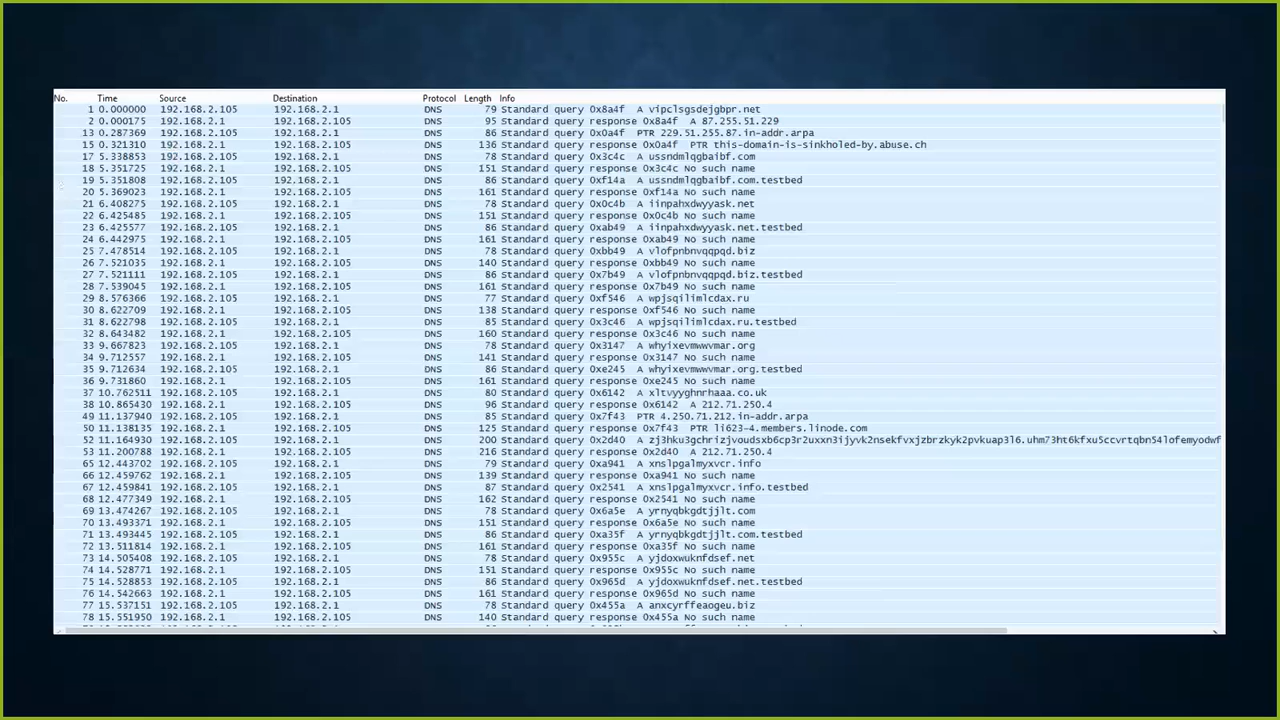 No. Time Source Destination Protocol Length Info
1 0.000000 192.168.2.105 192.168.2.1 DNS 79 Standard query 0x8a4f A vipclsgsdejgbpr.net
2 0.000175 192.168.2.1 192.168.2.105 DNS 95 Standard query response 0x8a4f A 87.255.51.229
13 0.287369 192.168.2.105 192.168.2.1 DNS 86 Standard query 0x0a4f PTR 229.51.255.87.in-addr.arpa
15 0.321310 192.168.2.1 192.168.2.105 DNS 136 Standard query response 0x0a4f PTR this-domain-is-sinkholed-by.abuse.ch
17 5.338853 192.168.2.105 192.168.2.1 DNS 78 Standard query 0x3c4c A ussndmlqgbaibf.com
18 5.351725 192.168.2.1 192.168.2.105 DNS 151 Standard query response 0x3c4c No such name
19 5.351808 192.168.2.105 192.168.2.1 DNS 86 Standard query 0xf14a A ussndmlqgbaibf.com.testbed
20 5.369023 192.168.2.1 192.168.2.105 DNS 161 Standard query response 0xf14a No such name
21 6.408275 192.168.2.105 192.168.2.1 DNS 78 Standard query 0x0c4b A iinpahxdwyyask.net
22 6.425485 192.168.2.1 192.168.2.105 DNS 151 Standard query response 0x0c4b No such name
23 6.425577 192.168.2.105 192.168.2.1 DNS 86 Standard query 0xab49 A iinpahxdwyyask.net.testbed
24 6.442975 192.168.2.1 192.168.2.105 DNS 161 Standard query response 0xab49 No such name
25 7.478514 192.168.2.105 192.168.2.1 DNS 78 Standard query 0xbb49 A vlofpnbnvqqpqd.biz
26 7.521035 192.168.2.1 192.168.2.105 DNS 140 Standard query response 0xbb49 No such name
27 7.521111 192.168.2.105 192.168.2.1 DNS 86 Standard query 0x7b49 A vlofpnbnvqqpqd.biz.testbed
28 7.539045 192.168.2.1 192.168.2.105 DNS 161 Standard query response 0x7b49 No such name
29 8.576366 192.168.2.105 192.168.2.1 DNS 77 Standard query 0xf546 A wpjsqilimlcdax.ru
30 8.622709 192.168.2.1 192.168.2.105 DNS 138 Standard query response 0xf546 No such name
31 8.622798 192.168.2.105 192.168.2.1 DNS 85 Standard query 0x3c46 A wpjsqilimlcdax.ru.testbed
32 8.643482 192.168.2.1 192.168.2.105 DNS 160 Standard query response 0x3c46 No such name
33 9.667823 192.168.2.105 192.168.2.1 DNS 78 Standard query 0x3147 A whyixevmwwvmar.org
34 9.712557 192.168.2.1 192.168.2.105 DNS 141 Standard query response 0x3147 No such name
35 9.712634 192.168.2.105 192.168.2.1 DNS 86 Standard query 0xe245 A whyixevmwwvmar.org.testbed
36 9.731860 192.168.2.1 192.168.2.105 DNS 161 Standard query response 0xe245 No such name
37 10.762511 192.168.2.105 192.168.2.1 DNS 80 Standard query 0x6142 A xltvyyghnrhaaa.co.uk
38 10.865430 192.168.2.1 192.168.2.105 DNS 96 Standard query response 0x6142 A 212.71.250.4
49 11.137940 192.168.2.105 192.168.2.1 DNS 85 Standard query 0x7f43 PTR 4.250.71.212.in-addr.arpa
50 11.138135 192.168.2.1 192.168.2.105 DNS 125 Standard query response 0x7f43 PTR li623-4.members.linode.com
52 11.164930 192.168.2.105 192.168.2.1 DNS 200 Standard query 0x2d40 A zj3hku3gchrizjvoudsxb6cp3r2uxxn3ijyvk2nsekfvxjzbrzkyk2pvkuap3l6.uhm73ht6kfxu5ccvrtqbn54lofemyodwf
53 11.200788 192.168.2.1 192.168.2.105 DNS 216 Standard query response 0x2d40 A 212.71.250.4
65 12.443702 192.168.2.105 192.168.2.1 DNS 79 Standard query 0xa941 A xnslpgalmyxvcr.info
66 12.459762 192.168.2.1 192.168.2.105 DNS 139 Standard query response 0xa941 No such name
67 12.459841 192.168.2.105 192.168.2.1 DNS 87 Standard query 0x2541 A xnslpgalmyxvcr.info.testbed
68 12.477349 192.168.2.1 192.168.2.105 DNS 162 Standard query response 0x2541 No such name
69 13.474267 192.168.2.105 192.168.2.1 DNS 78 Standard query 0x6a5e A yrnyqbkgdtjjlt.com
70 13.493371 192.168.2.1 192.168.2.105 DNS 151 Standard query response 0x6a5e No such name
71 13.493445 192.168.2.105 192.168.2.1 DNS 86 Standard query 0xa35f A yrnyqbkgdtjjlt.com.testbed
72 13.511814 192.168.2.1 192.168.2.105 DNS 161 Standard query response 0xa35f No such name
73 14.505408 192.168.2.105 192.168.2.1 DNS 78 Standard query 0x955c A yjdoxwuknfdsef.net
74 14.528771 192.168.2.1 192.168.2.105 DNS 151 Standard query response 0x955c No such name
75 14.528853 192.168.2.105 192.168.2.1 DNS 86 Standard query 0x965d A yjdoxwuknfdsef.net.testbed
76 14.542663 192.168.2.1 192.168.2.105 DNS 161 Standard query response 0x965d No such name
77 15.537151 192.168.2.105 192.168.2.1 DNS 78 Standard query 0x455a A anxcyrffeaogeu.biz
78 15.551950 192.168.2.1 192.168.2.105 DNS 140 Standard query response 0x455a No such name